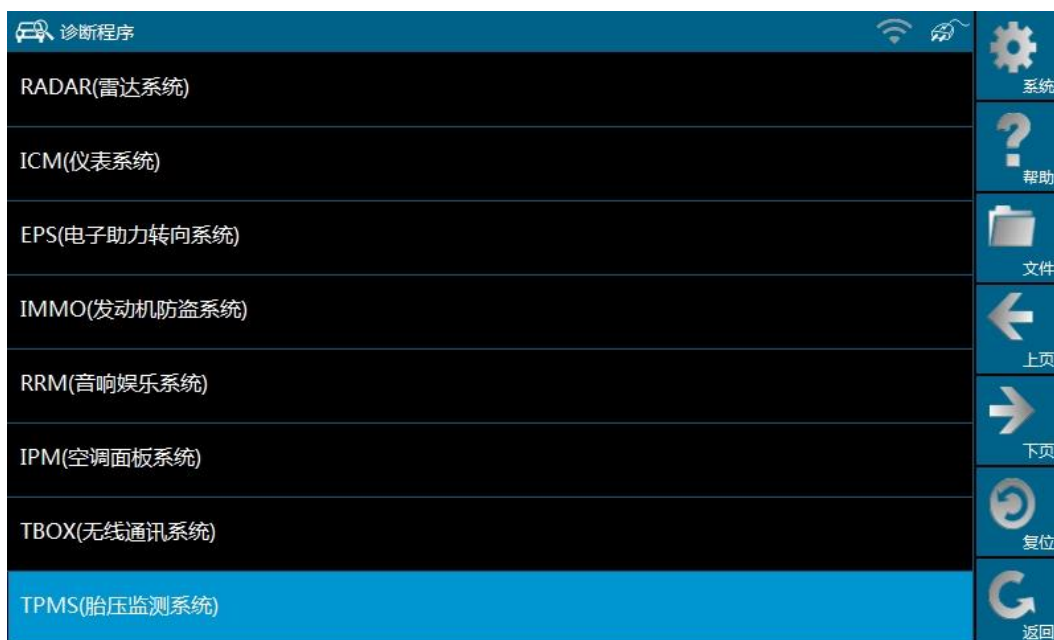 诊断程序
RADAR(雷达系统)
ICM(仪表系统)
EPS(电子助力转向系统)
IMMO(发动机防盗系统)
RRM(音响娱乐系统)
IPM(空调面板系统)
TBOX(无线通讯系统)
TPMS(胎压监测系统)
系统
帮助
文件
上页
下页
复位
返回